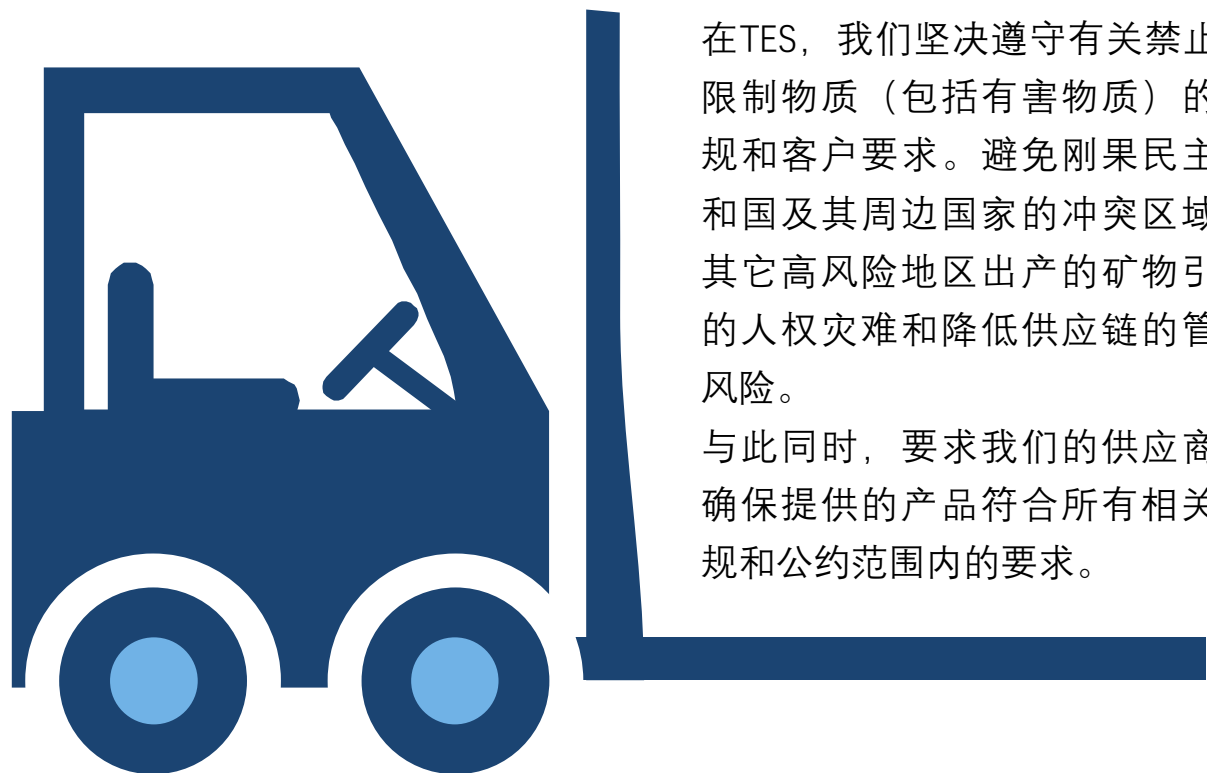 在TES，我们坚决遵守有关禁止
限制物质（包括有害物质）的
规和客户要求。避免刚果民主
和国及其周边国家的冲突区域
其它高风险地区出产的矿物引
的人权灾难和降低供应链的管
风险。
与此同时，要求我们的供应商
确保提供的产品符合所有相关
规和公约范围内的要求。